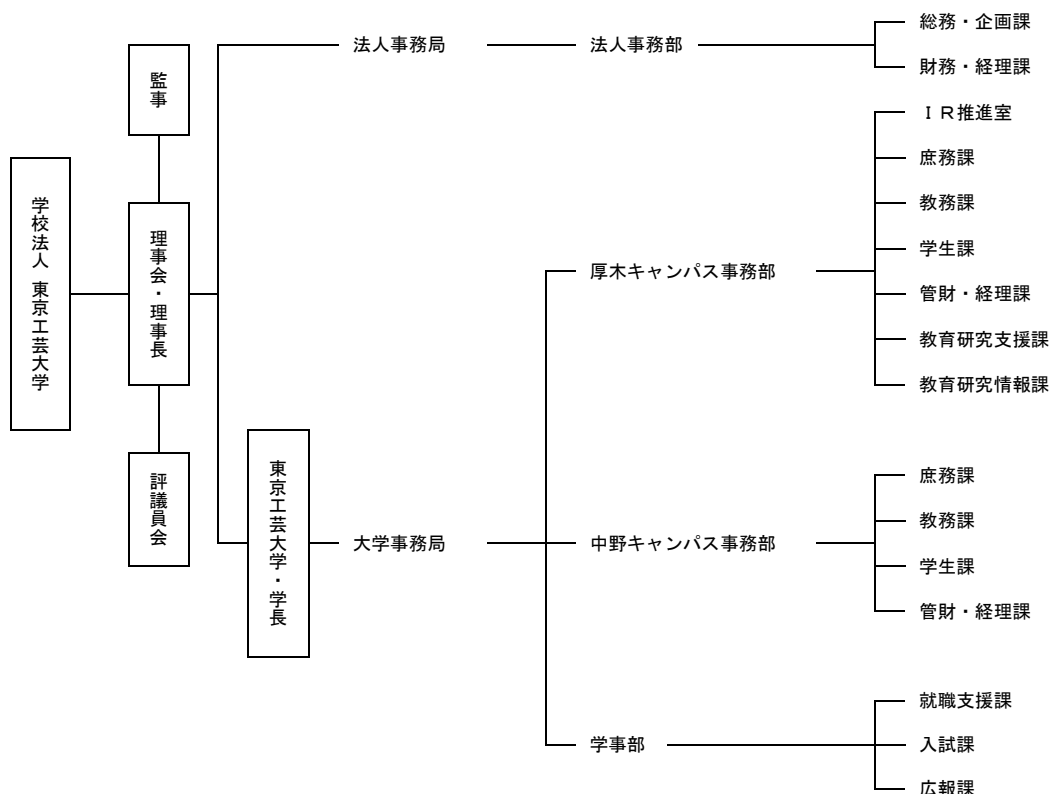 学校法人 東京工芸大学
監事
理事会・理事長
評議員会
法人事務局
法人事務部
総務・企画課
財務・経理課
東京工芸大学・学長
大学事務局
厚木キャンパス事務部
ＩＲ推進室
庶務課
教務課
学生課
管財・経理課
教育研究支援課
教育研究情報課
中野キャンパス事務部
庶務課
教務課
学生課
管財・経理課
学事部
就職支援課
入試課
広報課